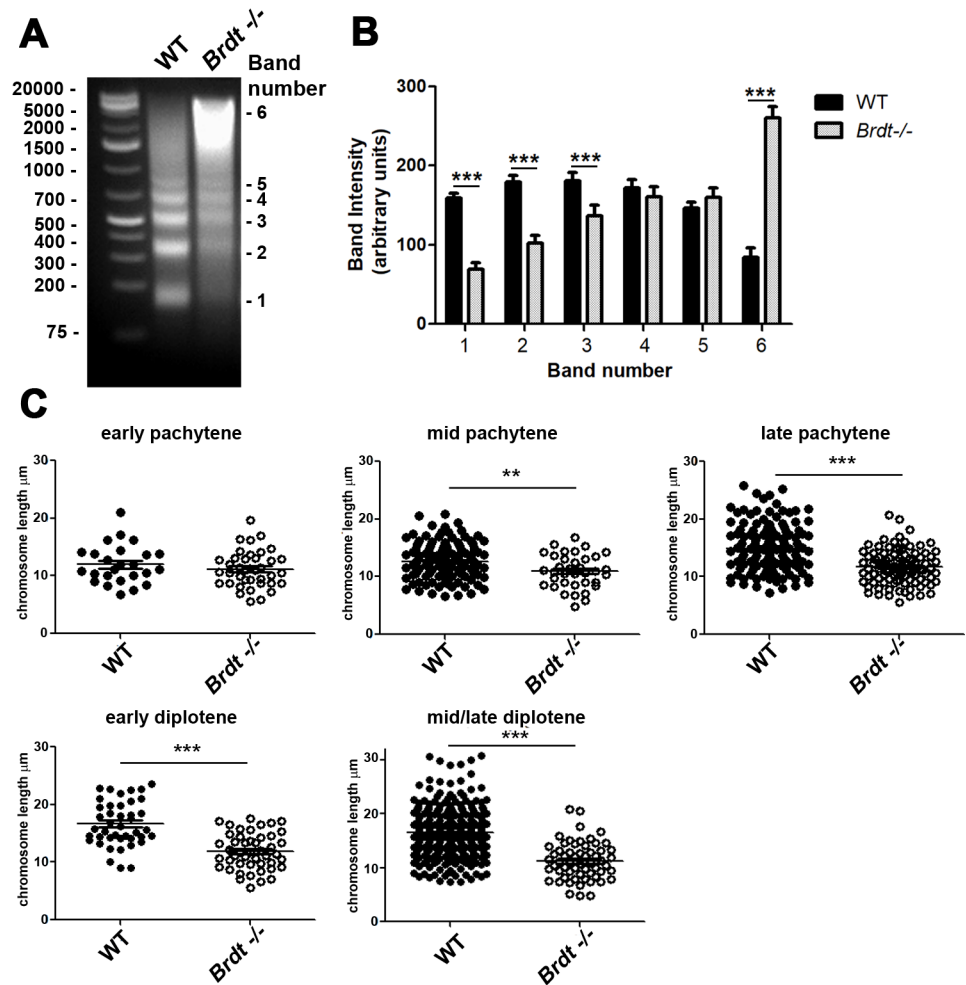 A
WT
Brdt -/-
Band
number
20000 -
5000 -
2000 -
1500 -
1000 -
700 -
500 -
400 -
300 -
200 -
75 -
- 6
- 5
- 4
- 3
- 2
- 1
B
Band Intensity
(arbitrary units)
300
200
100
0
***
***
***
***
1 2 3 4 5 6
Band number
WT
Brdt-/-
C
early pachytene
chromosome length μm
30
20
10
0
WT
Brdt -/-
mid pachytene
chromosome length μm
30
20
10
0
**
WT
Brdt -/-
late pachytene
chromosome length μm
30
20
10
0
***
WT
Brdt -/-
early diplotene
chromosome length μm
30
20
10
0
***
WT
Brdt -/-
mid/late diplotene
chromosome length μm
30
20
10
0
***
WT
Brdt -/-